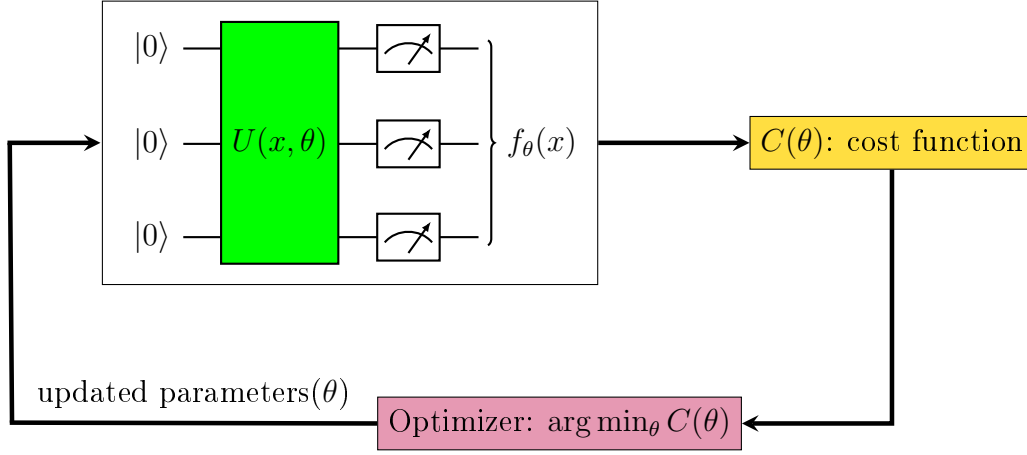 |0⟩
|0⟩ U(x, θ) f_θ(x)
|0⟩
C(θ): cost function
updated parameters(θ)
Optimizer: arg min_θ C(θ)